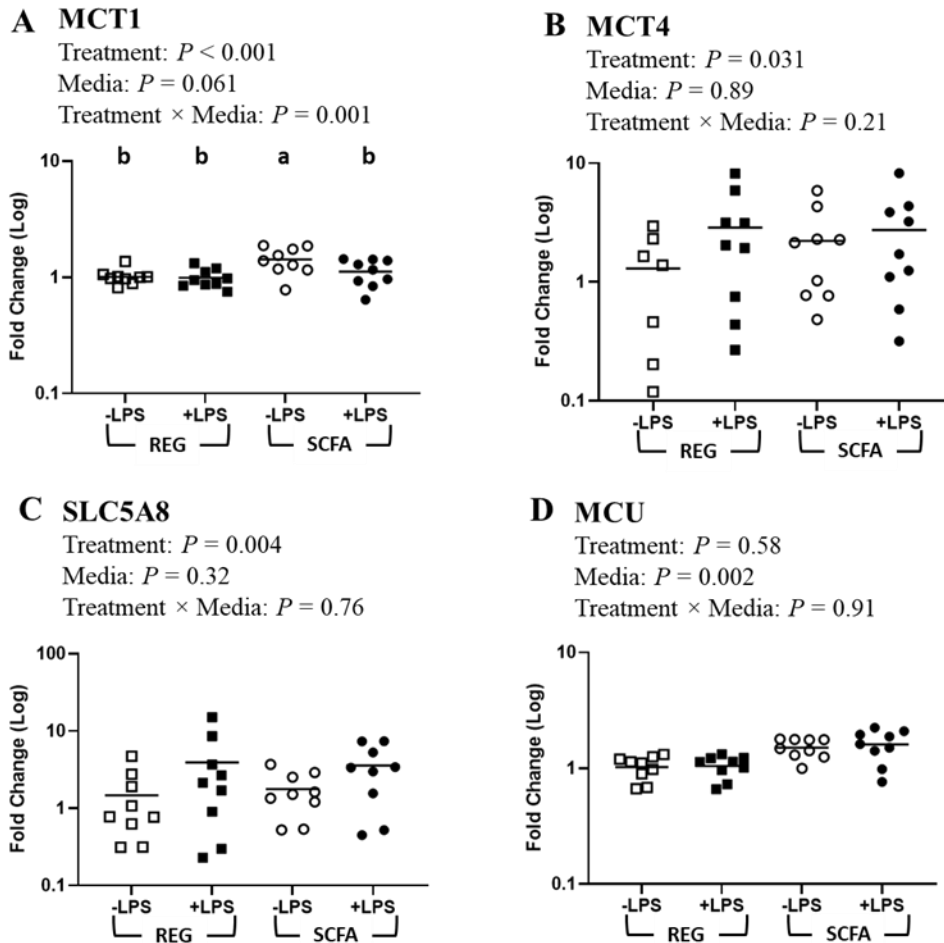 A MCT1
Treatment: P < 0.001
Media: P = 0.061
Treatment × Media: P = 0.001
b b a b
Fold Change (Log)
10
1
0.1
-LPS +LPS -LPS +LPS
REG SCFA
B MCT4
Treatment: P = 0.031
Media: P = 0.89
Treatment × Media: P = 0.21
Fold Change (Log)
10
1
0.1
-LPS +LPS -LPS +LPS
REG SCFA
C SLC5A8
Treatment: P = 0.004
Media: P = 0.32
Treatment × Media: P = 0.76
Fold Change (Log)
100
10
1
0.1
-LPS +LPS -LPS +LPS
REG SCFA
D MCU
Treatment: P = 0.58
Media: P = 0.002
Treatment × Media: P = 0.91
Fold Change (Log)
10
1
0.1
-LPS +LPS -LPS +LPS
REG SCFA